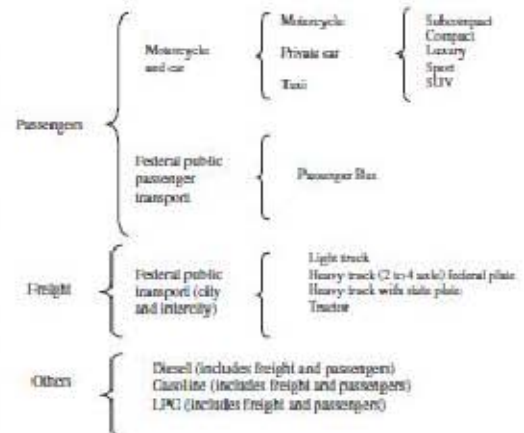 Passengers
Motorcycle
and car
Motorcycle
Private car
Taxi
Subcompact
Compact
Luxury
Sport
SUV
Federal public
passenger
transport
Passenger Bus
Freight
Federal public
transport (city
and intercity)
Light truck
Heavy truck (2 to 4 axle) federal plate
Heavy truck with state plate
Tractor
Others
Diesel (includes freight and passengers)
Gasoline (includes freight and passengers)
LPG (includes freight and passengers)